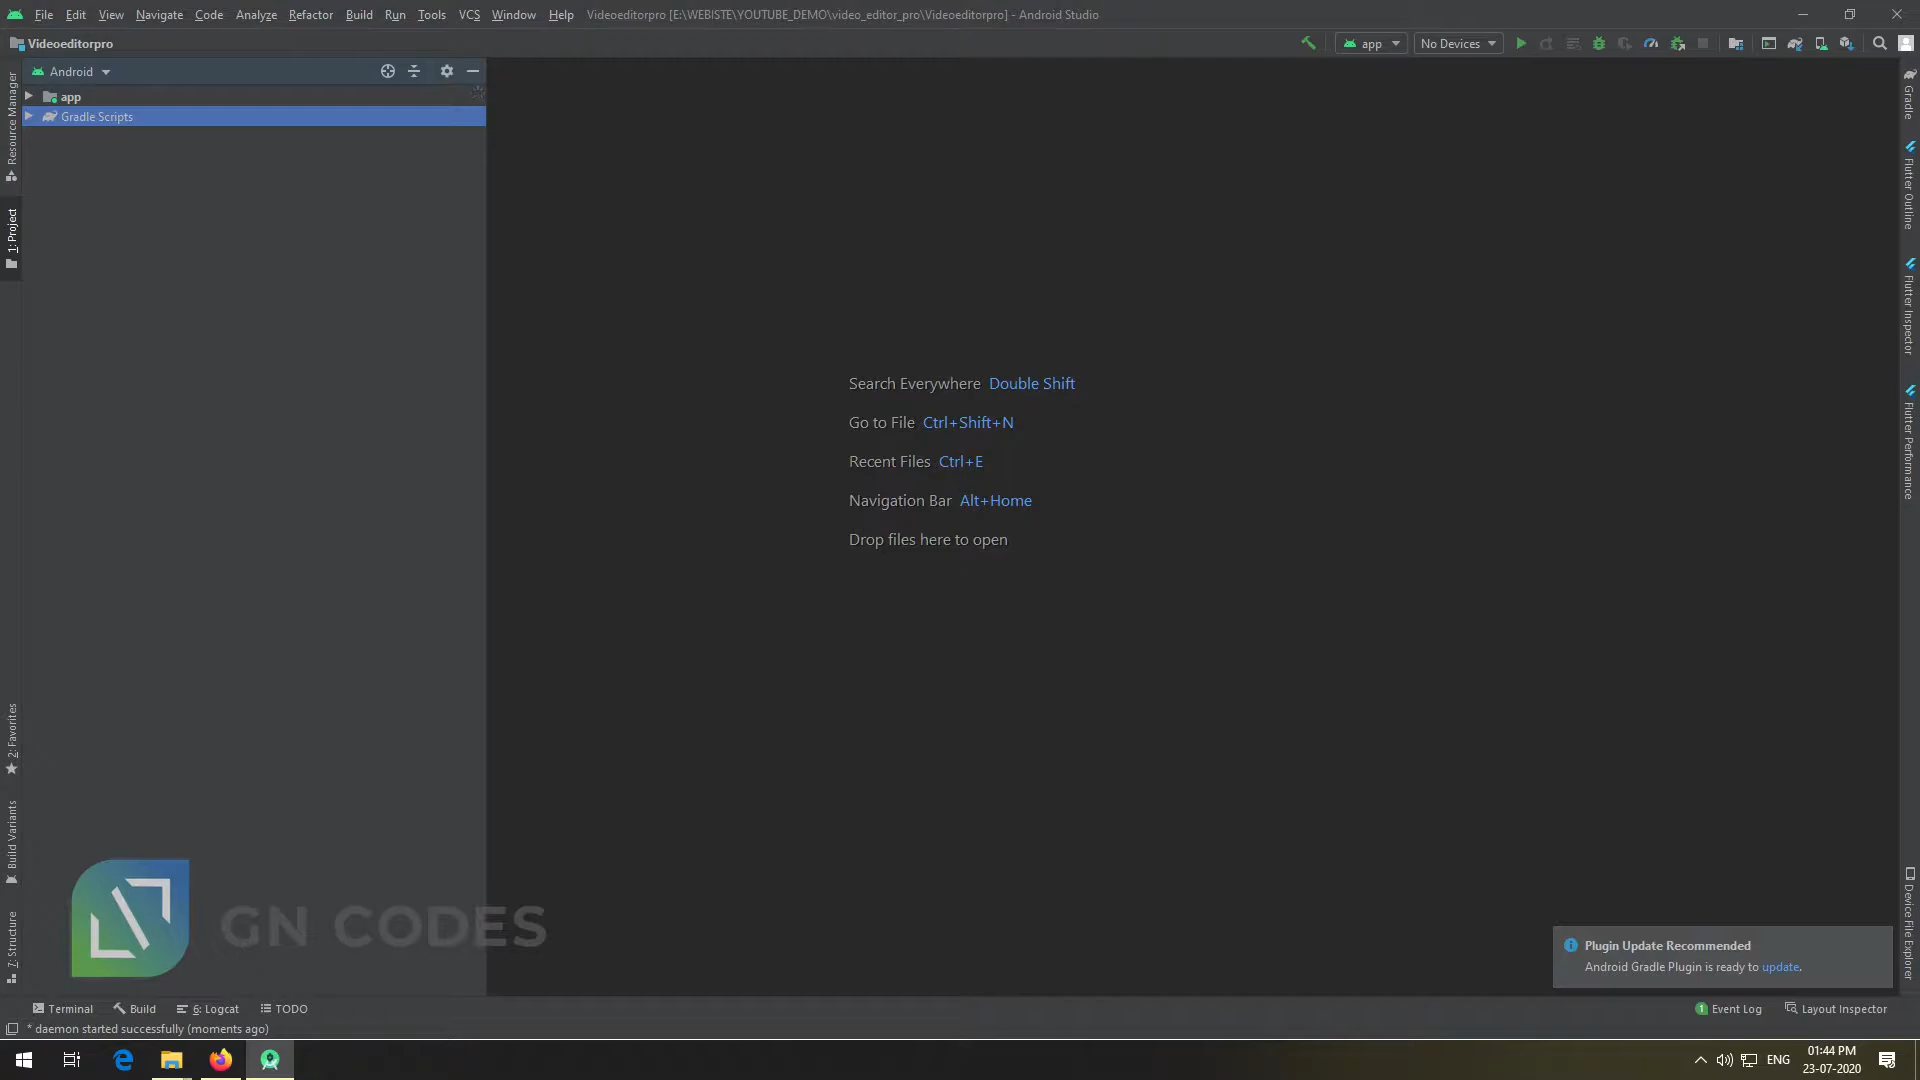 File Edit View Navigate Code Analyze Refactor Build Run Tools VCS Window Help Videoeditorpro [E:\WEBISTE\YOUTUBE_DEMO\video_editor_pro\Videoeditorpro] - Android Studio
Videoeditorpro
app
No Devices
Android
app
Gradle Scripts
Resource Manager
1: Project
2: Favorites
Build Variants
7: Structure
Search Everywhere Double Shift
Go to File Ctrl+Shift+N
Recent Files Ctrl+E
Navigation Bar Alt+Home
Drop files here to open
Gradle
Flutter Outline
Flutter Inspector
Flutter Performance
Device File Explorer
GN CODES
Plugin Update Recommended
Android Gradle Plugin is ready to update.
Terminal Build 6: Logcat TODO
1 Event Log Layout Inspector
* daemon started successfully (moments ago)
ENG
01:44 PM
23-07-2020